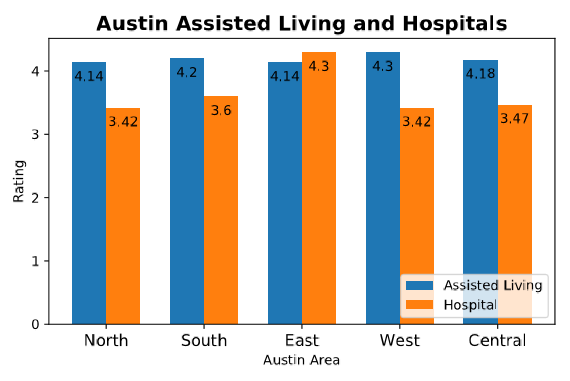 Austin Assisted Living and Hospitals
Rating
4
3
2
1
0
4.14
3.42
4.2
3.6
4.14
4.3
4.3
3.42
4.18
3.47
Assisted Living
Hospital
North South East West Central
Austin Area